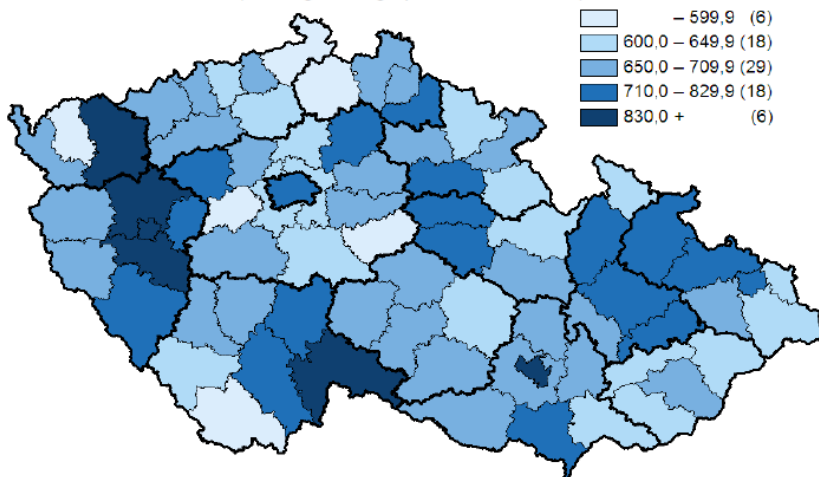 – 599,9 (6)
600,0 – 649,9 (18)
650,0 – 709,9 (29)
710,0 – 829,9 (18)
830,0 + (6)